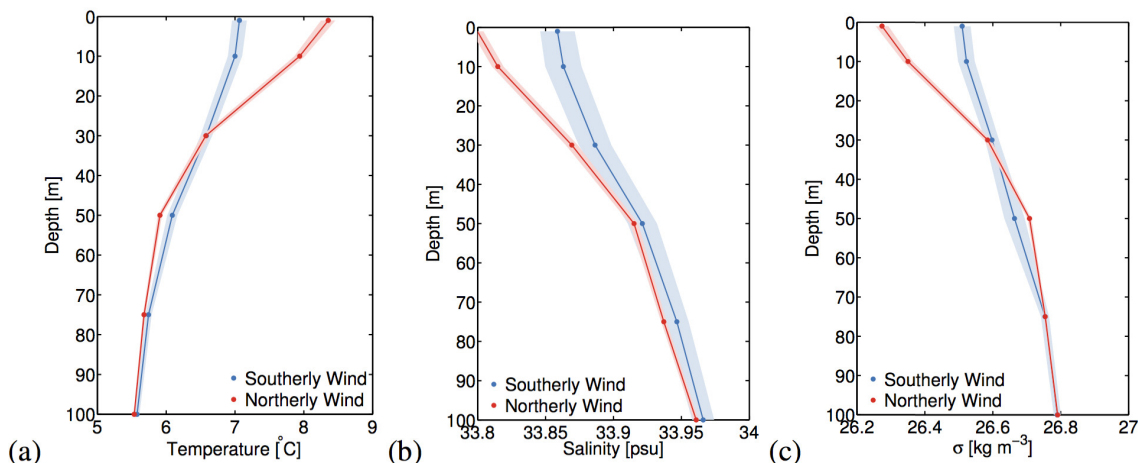 0
10
20
30
40
50
60
70
80
90
100
Depth [m]
Southerly Wind
Northerly Wind
5 6 7 8 9
Temperature [°C]
(a)
0
10
20
30
40
50
60
70
80
90
100
Depth [m]
Southerly Wind
Northerly Wind
33.8 33.85 33.9 33.95 34
Salinity [psu]
(b)
0
10
20
30
40
50
60
70
80
90
100
Depth [m]
Southerly Wind
Northerly Wind
26.2 26.4 26.6 26.8 27
σ [kg m⁻³]
(c)